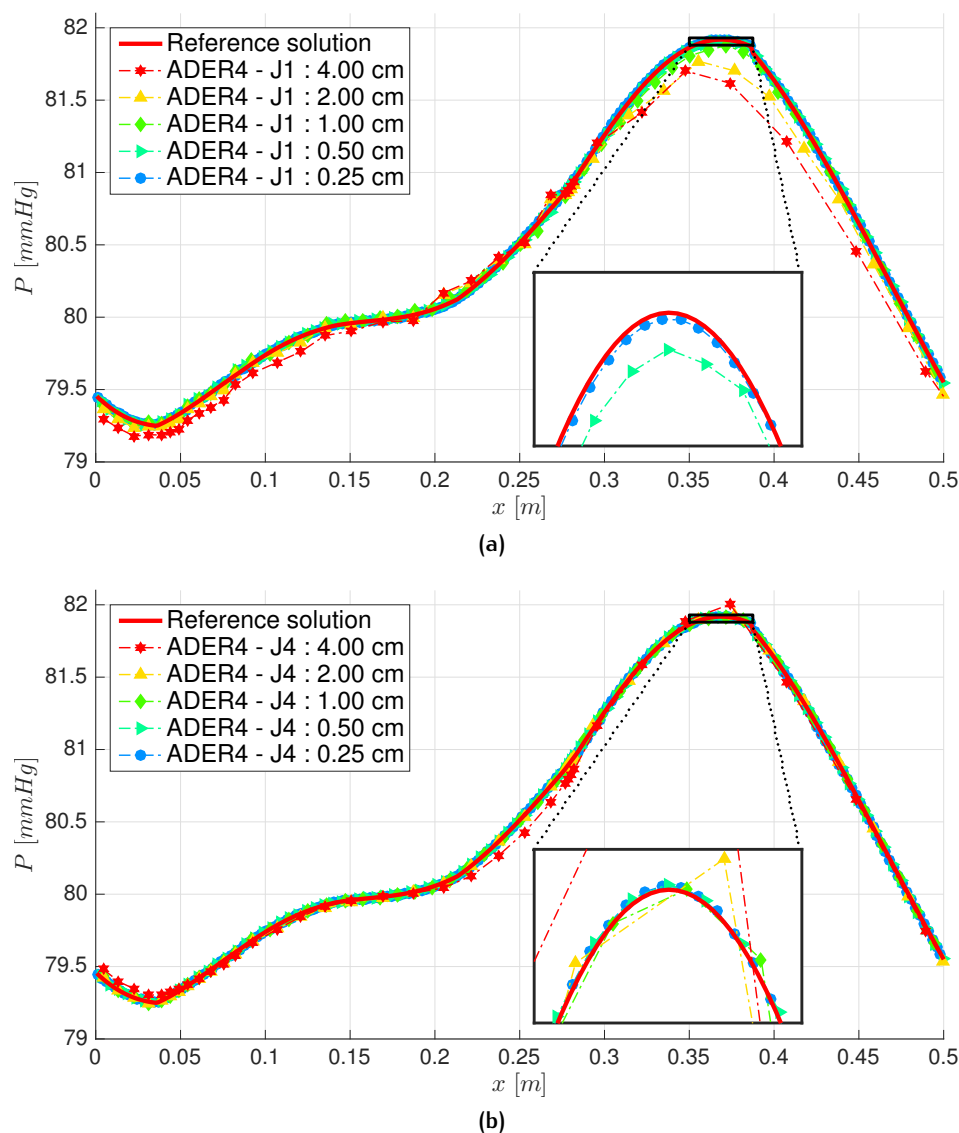 82
81.5
81
80.5
80
79.5
79
P [mmHg]
Reference solution
ADER4 - J1 : 4.00 cm
ADER4 - J1 : 2.00 cm
ADER4 - J1 : 1.00 cm
ADER4 - J1 : 0.50 cm
ADER4 - J1 : 0.25 cm
0 0.05 0.1 0.15 0.2 0.25 0.3 0.35 0.4 0.45 0.5
x [m]
(a)
82
81.5
81
80.5
80
79.5
79
P [mmHg]
Reference solution
ADER4 - J4 : 4.00 cm
ADER4 - J4 : 2.00 cm
ADER4 - J4 : 1.00 cm
ADER4 - J4 : 0.50 cm
ADER4 - J4 : 0.25 cm
0 0.05 0.1 0.15 0.2 0.25 0.3 0.35 0.4 0.45 0.5
x [m]
(b)